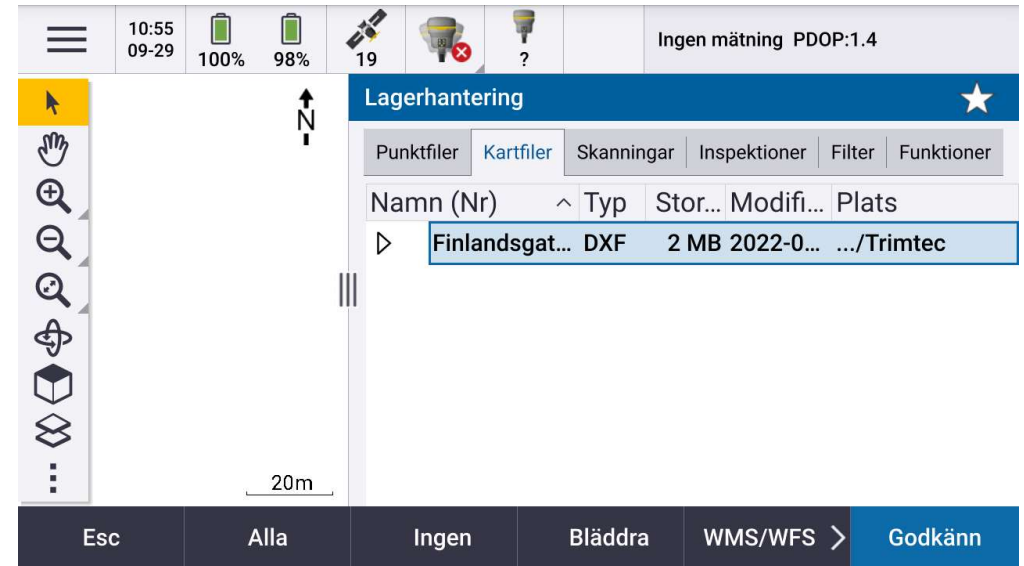 10:55
09-29
100%
98%
19
?
Ingen mätning PDOP:1.4
Lagerhantering
N
Punktfiler Kartfiler Skanningar Inspektioner Filter Funktioner
Namn (Nr) Typ Stor... Modifi... Plats
Finlandsgat... DXF 2 MB 2022-0... .../Trimtec
20m
Esc Alla Ingen Bläddra WMS/WFS Godkänn